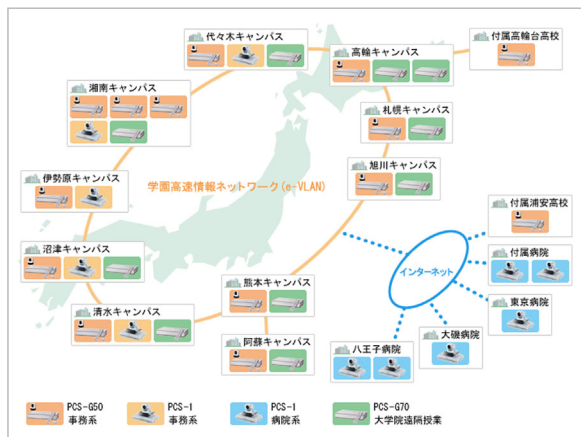 代々木キャンパス
高輪キャンパス
付属高輪台高校
湘南キャンパス
札幌キャンパス
伊勢原キャンパス
学園高速情報ネットワーク(e-VLAN)
旭川キャンパス
付属浦安高校
沼津キャンパス
付属病院
インターネット
熊本キャンパス
東京病院
清水キャンパス
大磯病院
阿蘇キャンパス
八王子病院
PCS-G50
事務系
PCS-1
事務系
PCS-1
病院系
PCS-G70
大学院遠隔授業